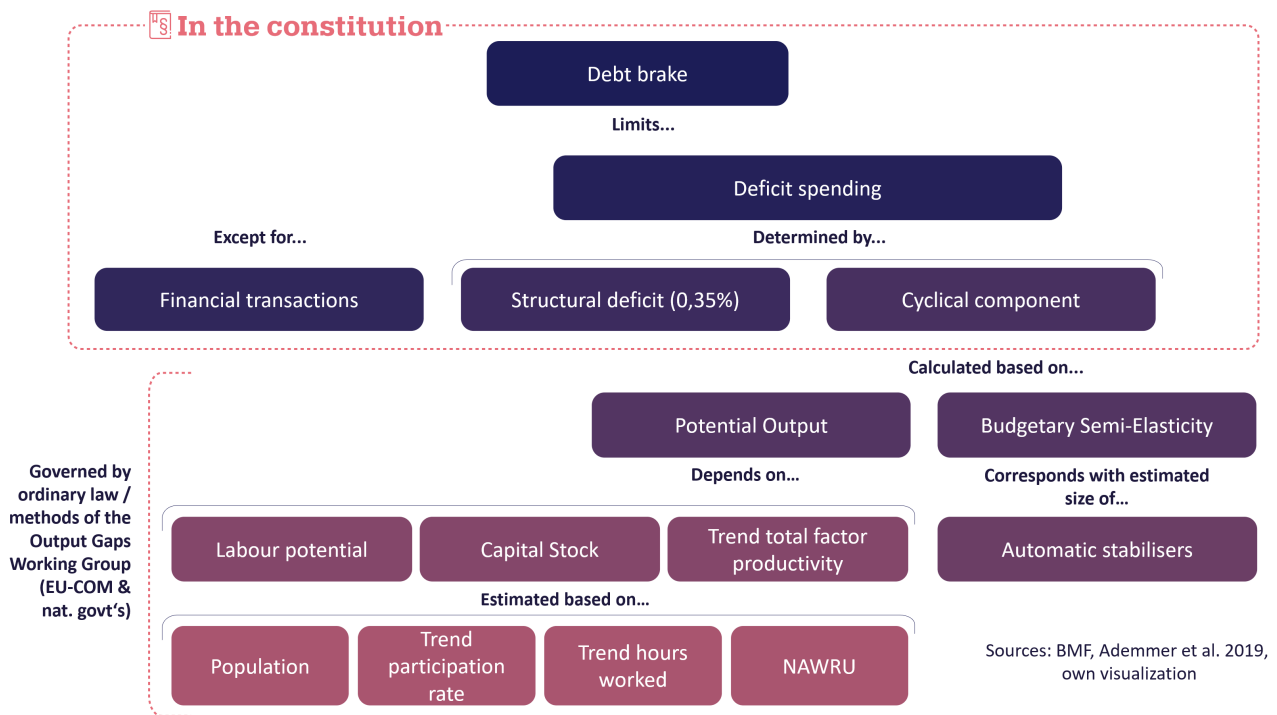 In the constitution
Debt brake
Limits...
Deficit spending
Except for...
Determined by...
Financial transactions
Structural deficit (0,35%)
Cyclical component
Calculated based on...
Potential Output
Budgetary Semi-Elasticity
Governed by
ordinary law /
methods of the
Output Gaps
Working Group
(EU-COM &
nat. govt‘s)
Depends on…
Corresponds with estimated
size of…
Labour potential
Capital Stock
Trend total factor
productivity
Automatic stabilisers
Estimated based on…
Population
Trend
participation
rate
Trend hours
worked
NAWRU
Sources: BMF, Ademmer et al. 2019,
own visualization